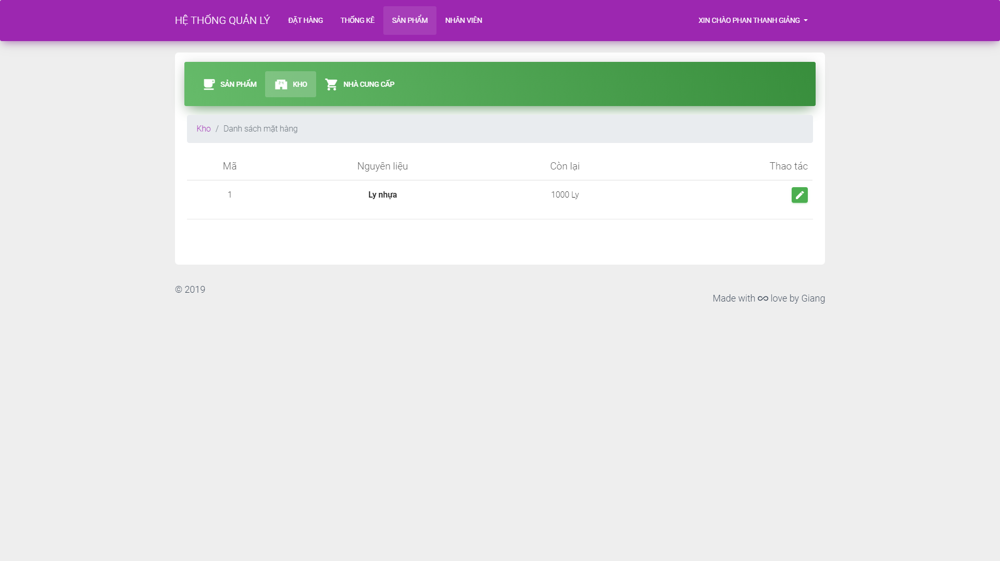 HỆ THỐNG QUẢN LÝ ĐẶT HÀNG THỐNG KÊ SẢN PHẨM NHÂN VIÊN XIN CHÀO PHAN THANH GIẢNG
SẢN PHẨM KHO NHÀ CUNG CẤP
Kho / Danh sách mặt hàng
Mã Nguyên liệu Còn lại Thao tác
1 Ly nhựa 1000 Ly
© 2019
Made with love by Giang